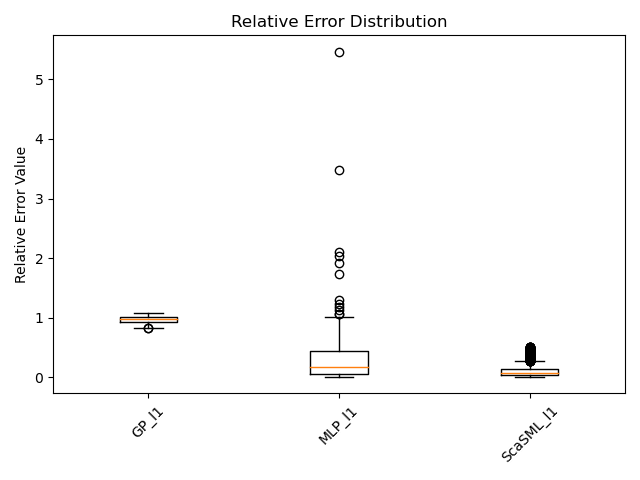 Relative Error Distribution
Relative Error Value
5
4
3
2
1
0
GP_l1
MLP_l1
ScaSML_l1